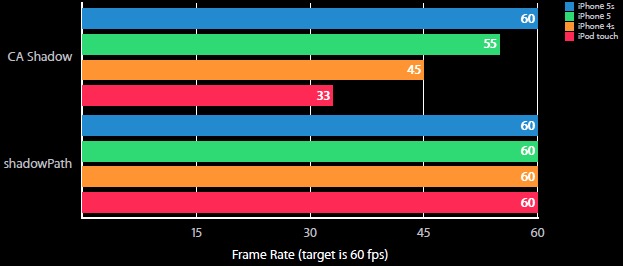 iPhone 5s
iPhone 5
iPhone 4s
iPod touch
60
55
CA Shadow
45
33
60
60
shadowPath
60
60
15 30 45 60
Frame Rate (target is 60 fps)